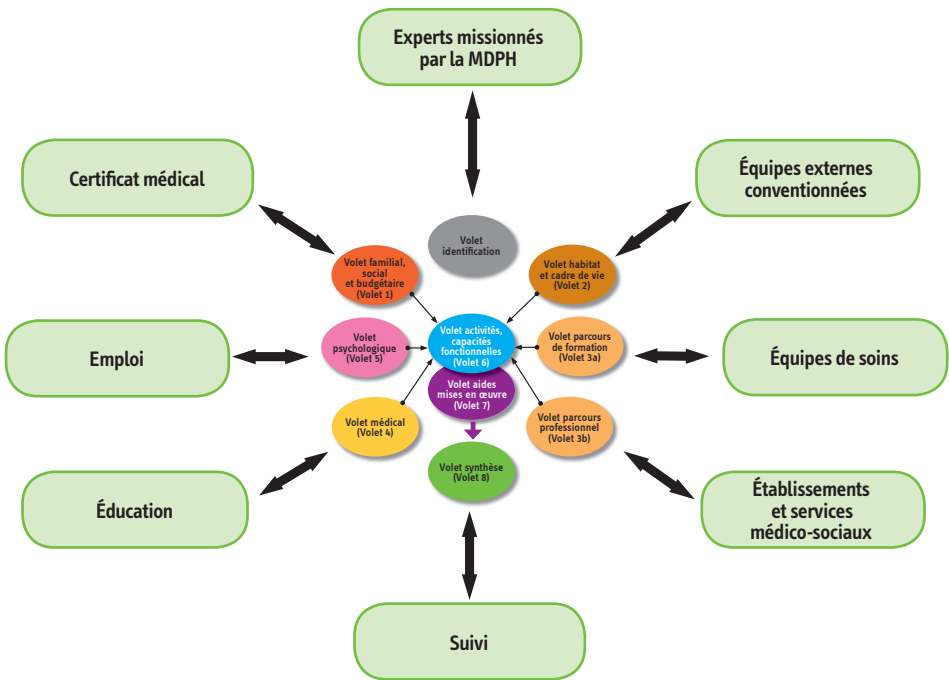 Experts missionnés
par la MDPH
Certificat médical
Équipes externes
conventionnées
Volet
identification
Volet familial,
social
et budgétaire
(Volet 1)
Volet habitat
et cadre de vie
(Volet 2)
Emploi
Volet
psychologique
(Volet 5)
Volet activités,
capacités
fonctionnelles
(Volet 6)
Volet parcours
de formation
(Volet 3a)
Équipes de soins
Volet aides
mises en œuvre
(Volet 7)
Volet médical
(Volet 4)
Volet parcours
professionnel
(Volet 3b)
Volet synthèse
(Volet 8)
Éducation
Établissements
et services
médico-sociaux
Suivi